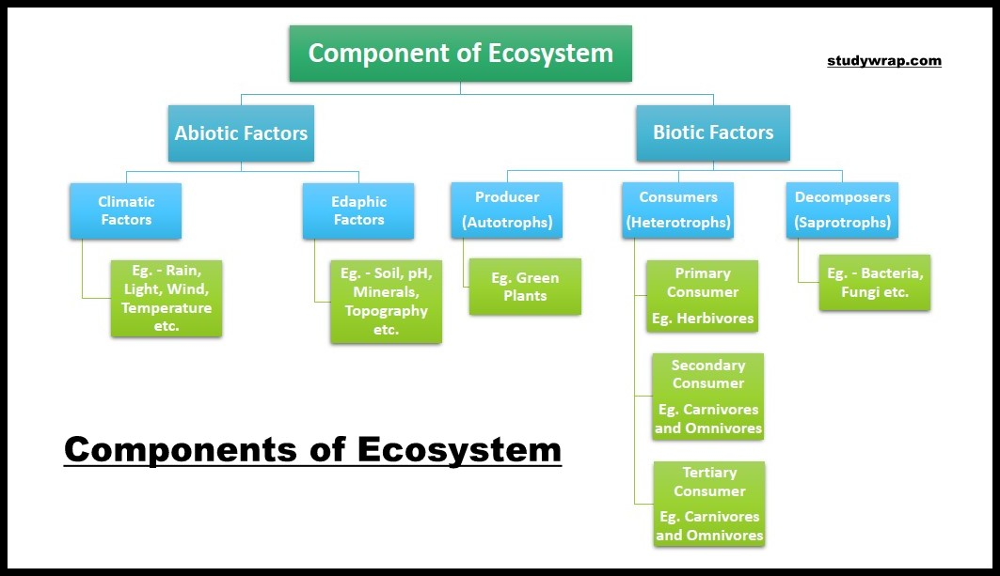 Component of Ecosystem
studywrap.com
Abiotic Factors
Biotic Factors
Climatic
Factors
Edaphic
Factors
Producer
(Autotrophs)
Consumers
(Heterotrophs)
Decomposers
(Saprotrophs)
Eg. - Rain,
Light, Wind,
Temperature
etc.
Eg. - Soil, pH,
Minerals,
Topography
etc.
Eg. Green
Plants
Primary
Consumer
Eg. Herbivores
Eg. - Bacteria,
Fungi etc.
Secondary
Consumer
Eg. Carnivores
and Omnivores
Tertiary
Consumer
Eg. Carnivores
and Omnivores
Components of Ecosystem